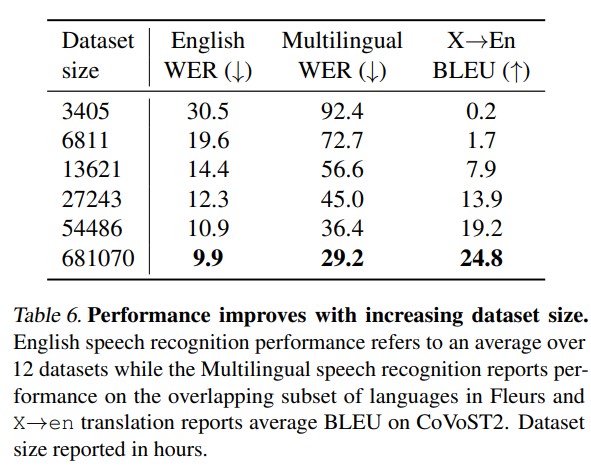 Dataset English Multilingual X→En
size WER (↓) WER (↓) BLEU (↑)
3405 30.5 92.4 0.2
6811 19.6 72.7 1.7
13621 14.4 56.6 7.9
27243 12.3 45.0 13.9
54486 10.9 36.4 19.2
681070 9.9 29.2 24.8
Table 6. Performance improves with increasing dataset size.
English speech recognition performance refers to an average over
12 datasets while the Multilingual speech recognition reports per-
formance on the overlapping subset of languages in Fleurs and
X→en translation reports average BLEU on CoVoST2. Dataset
size reported in hours.